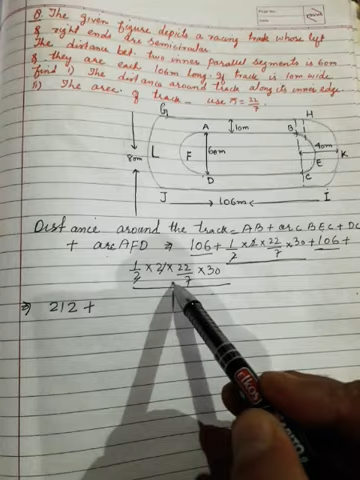 Q. The given figure depicts a racing track whose left
& right ends are semicircular.
The distance bet. two inner parallel segments is 60m
& they are each 106m long. If track is 10m wide
find i) The distance around track along its inner edge.
ii) The area of track. use π = 22/7
G H
A 10m B
80m L F 60m 40m K
E
D C
J 106m I
Distance around the track = AB + arc BEC + DC
+ arc AFD ⇒ 106 + 1/2 × 2 × 22/7 × 30 + 106 +
1/2 × 2 × 22/7 × 30
⇒ 212 +